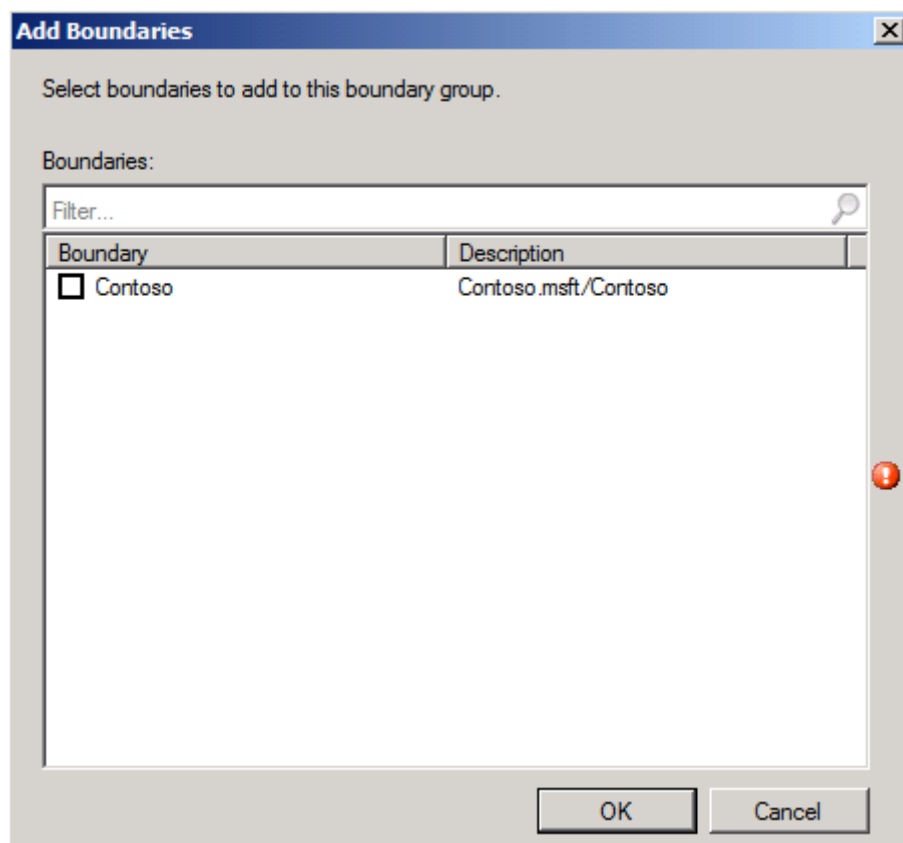 Add Boundaries
Select boundaries to add to this boundary group.
Boundaries:
Filter...
Boundary Description
Contoso Contoso.msft/Contoso
OK Cancel